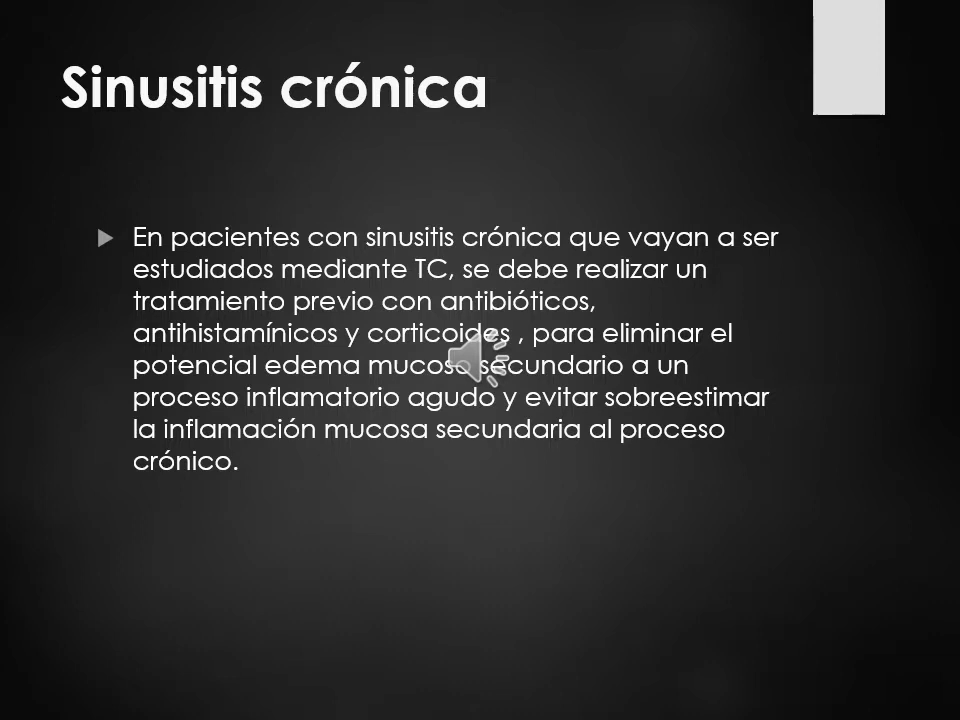 Sinusitis crónica
En pacientes con sinusitis crónica que vayan a ser
estudiados mediante TC, se debe realizar un
tratamiento previo con antibióticos,
antihistamínicos y corticoides , para eliminar el
potencial edema mucoso secundario a un
proceso inflamatorio agudo y evitar sobreestimar
la inflamación mucosa secundaria al proceso
crónico.